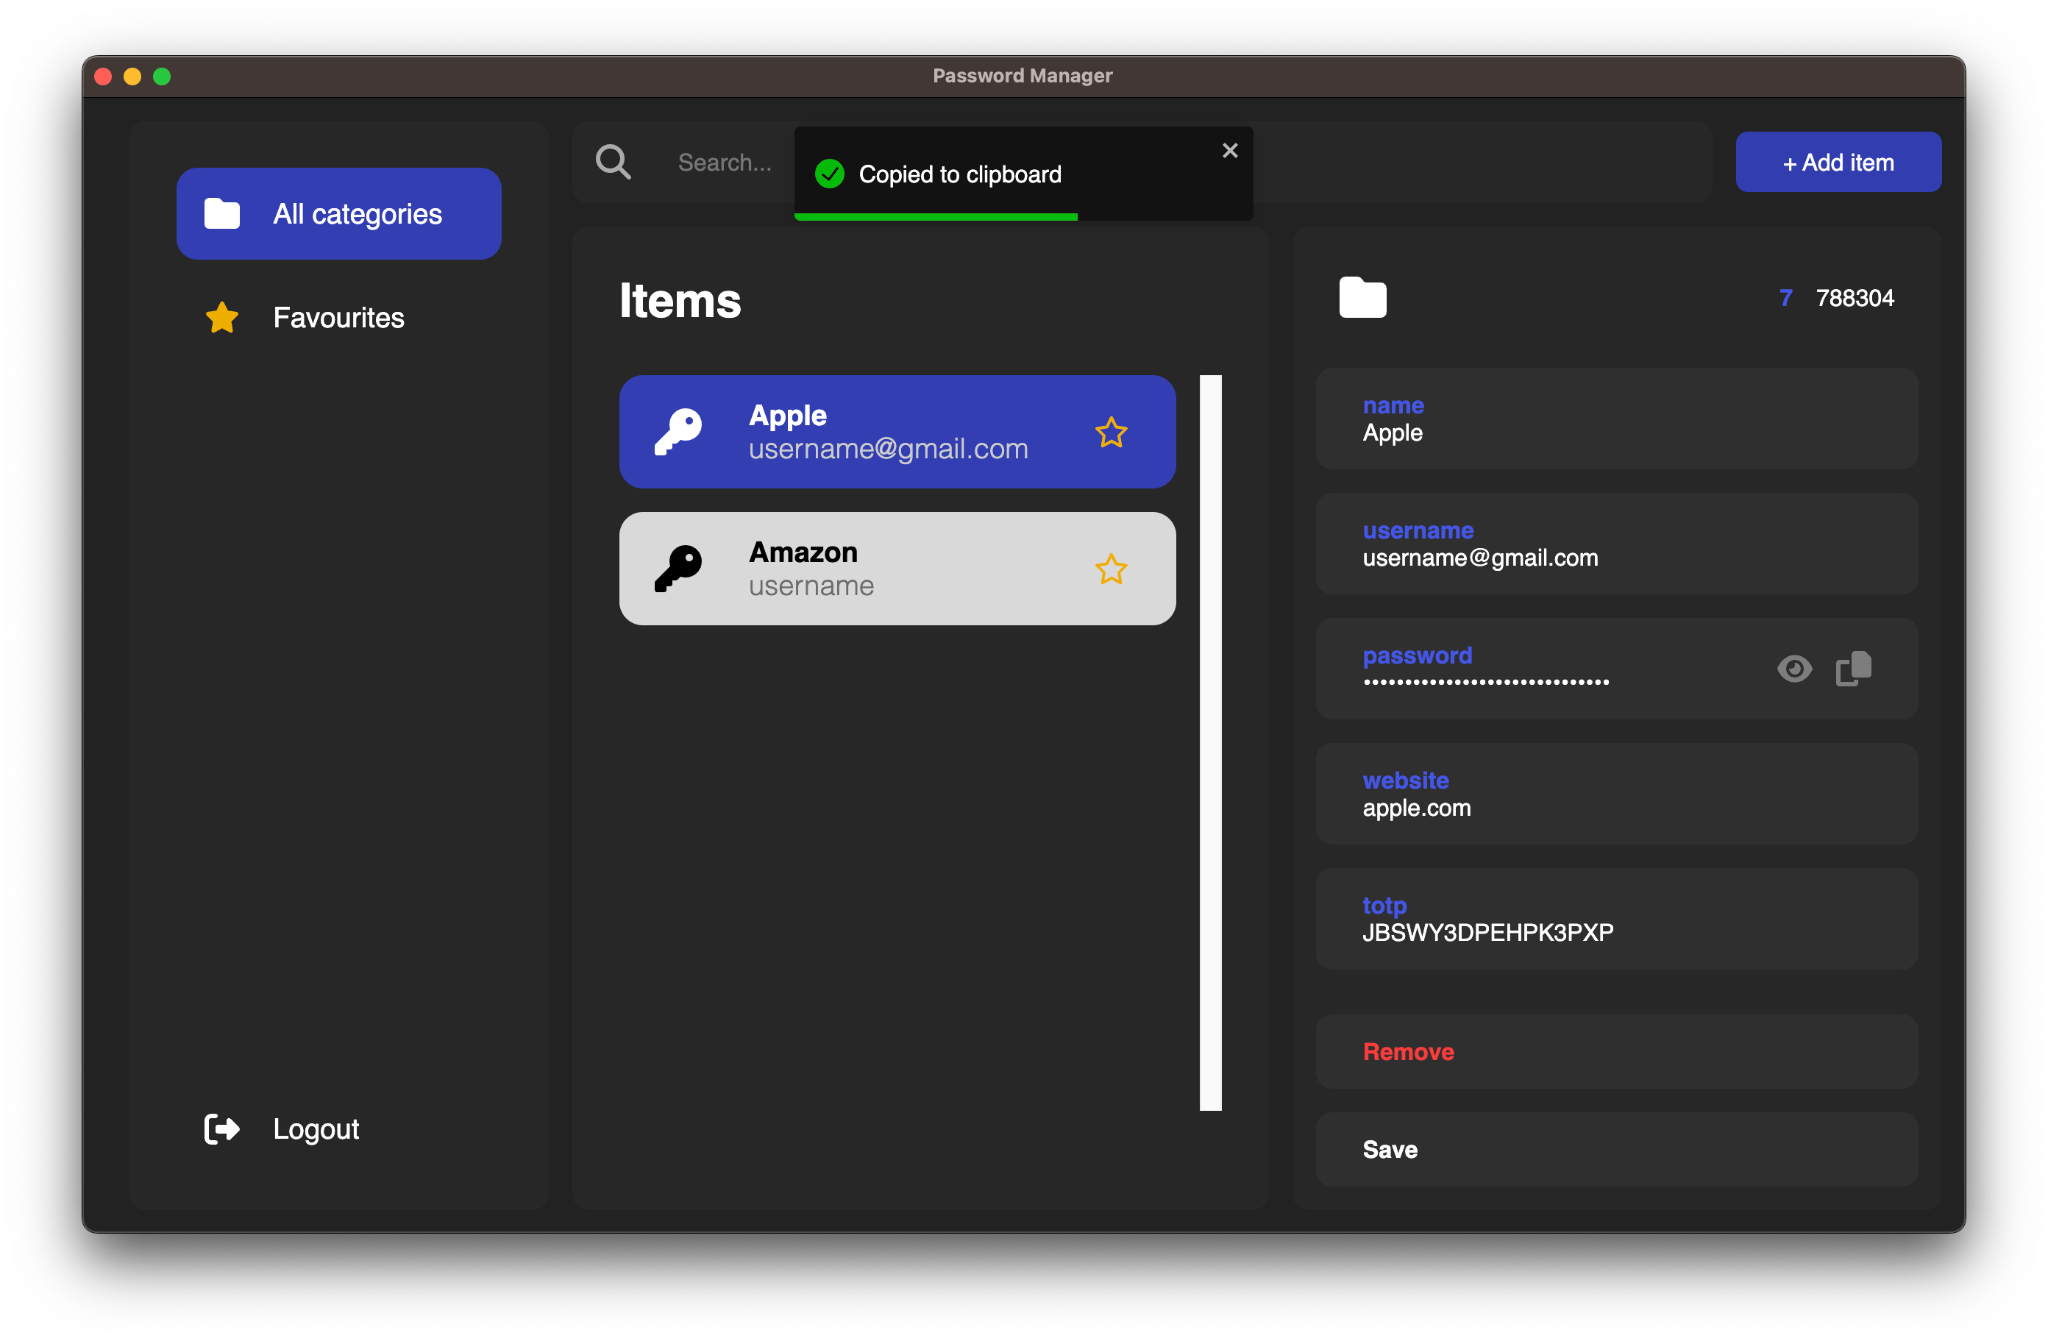 Password Manager
All categories
Favourites
Logout
Search...
Copied to clipboard
+ Add item
Items
Apple
username@gmail.com
Amazon
username
7 788304
name
Apple
username
username@gmail.com
password
••••••••••••••••••••••••••••••
website
apple.com
totp
JBSWY3DPEHPK3PXP
Remove
Save